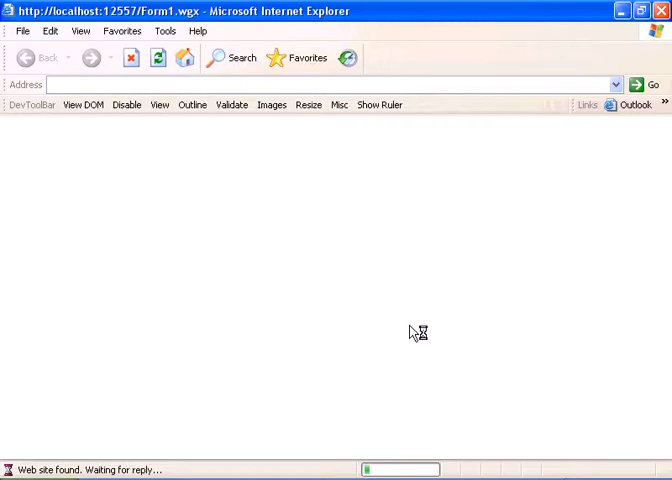 http://localhost:12557/Form1.wgx - Microsoft Internet Explorer
File Edit View Favorites Tools Help
Back Search Favorites
Address Go
DevToolBar View DOM Disable View Outline Validate Images Resize Misc Show Ruler Links Outlook »
Web site found. Waiting for reply...